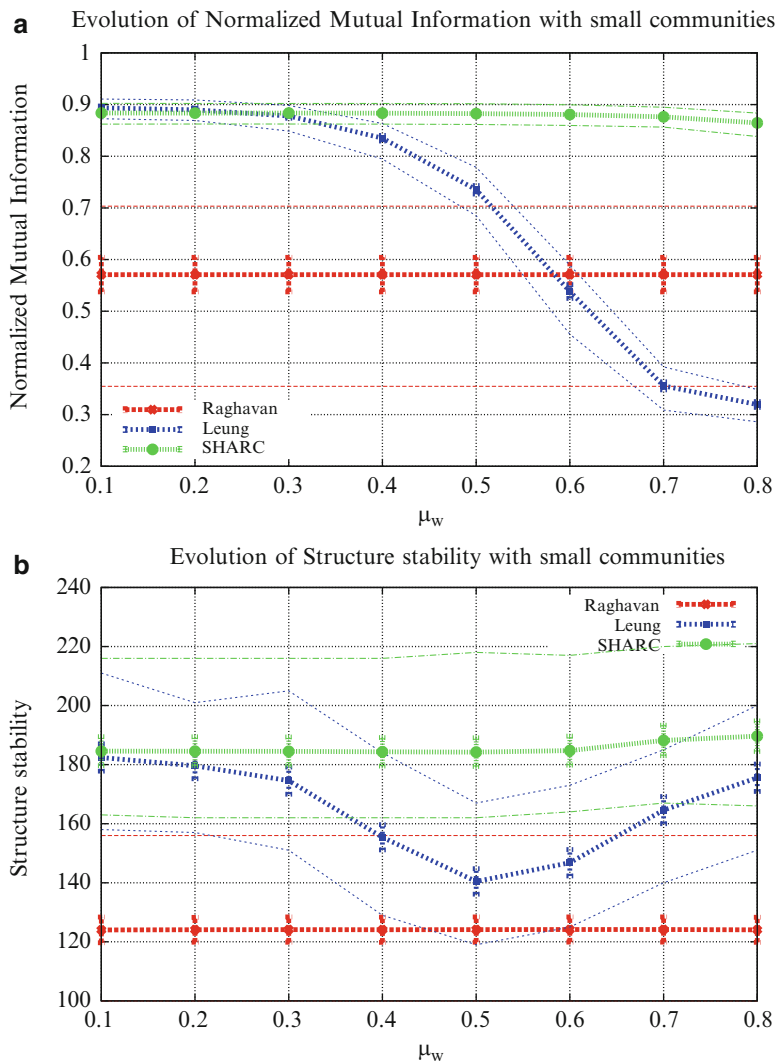 a
Evolution of Normalized Mutual Information with small communities
1
0.9
0.8
0.7
0.6
0.5
0.4
0.3
0.2
Normalized Mutual Information
Raghavan
Leung
SHARC
0.1 0.2 0.3 0.4 0.5 0.6 0.7 0.8
μw
b
Evolution of Structure stability with small communities
240
220
200
180
160
140
120
100
Structure stability
Raghavan
Leung
SHARC
0.1 0.2 0.3 0.4 0.5 0.6 0.7 0.8
μw